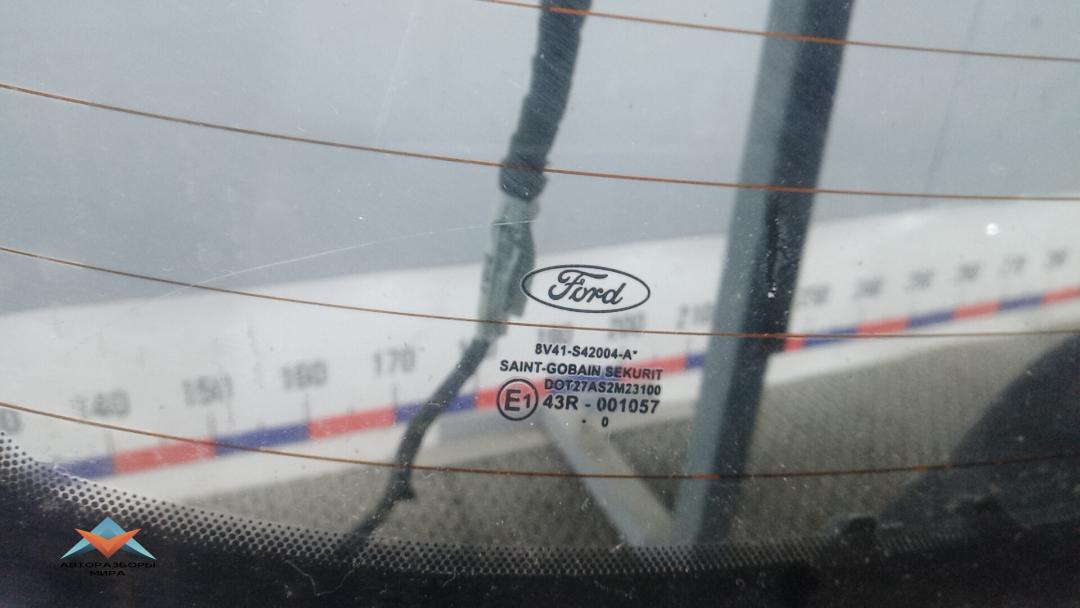 Ford
8V41-S42004-A*
SAINT-GOBAIN SEKURIT
DOT27AS2M23100
E1 43R - 001057
· 0
140 150 160 170 200 210
АВТОРАЗБОРЫ
МИРА